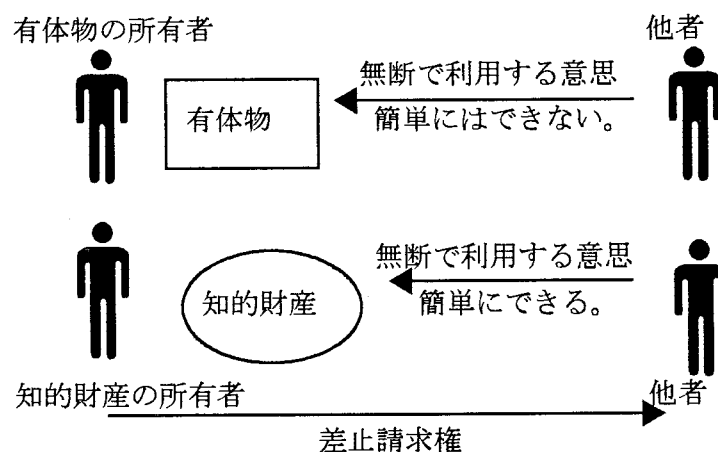 有体物の所有者
他者
無断で利用する意思
有体物
簡単にはできない。
無断で利用する意思
知的財産
簡単にできる。
知的財産の所有者
他者
差止請求権